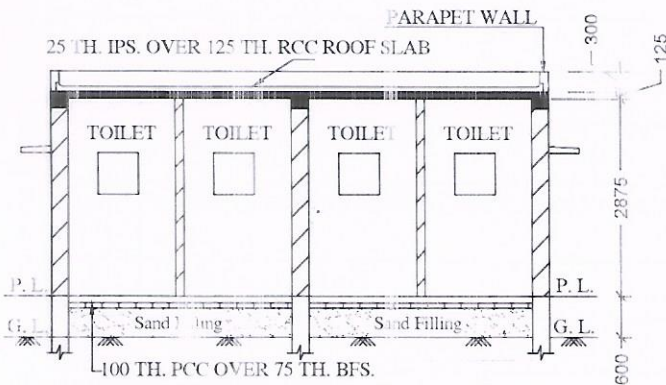 PARAPET WALL
300
125
25 TH. IPS. OVER 125 TH. RCC ROOF SLAB
TOILET TOILET TOILET TOILET
2875
P. L. P. L.
G. L. Sand Filling Sand Filling G. L.
600
100 TH. PCC OVER 75 TH. BFS.